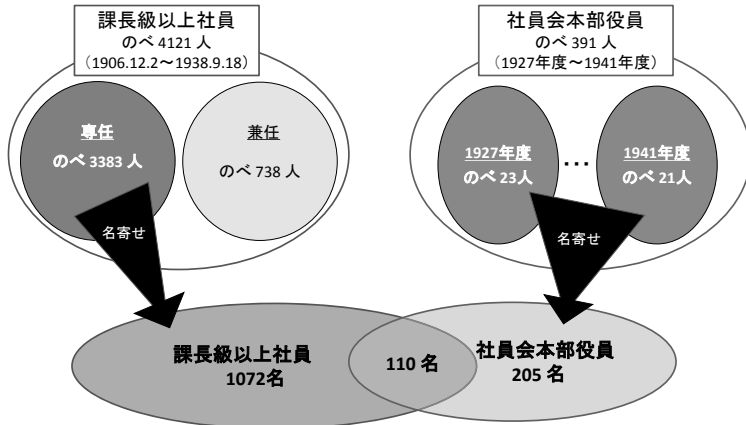 課長級以上社員
のべ 4121 人
（1906.12.2～1938.9.18）
社員会本部役員
のべ 391 人
（1927年度～1941年度）
専任
のべ 3383 人
兼任
のべ 738 人
1927年度
のべ 23人
…
1941年度
のべ 21人
名寄せ
名寄せ
課長級以上社員
1072名
110 名
社員会本部役員
205 名